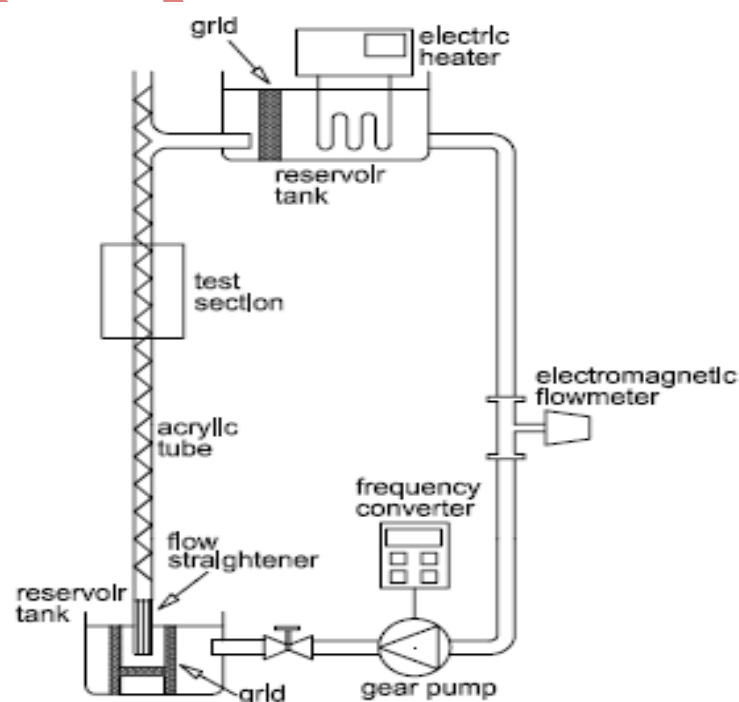 grid
electric
heater
reservoir
tank
test
section
electromagnetic
flowmeter
acrylic
tube
frequency
converter
flow
straightener
reservoir
tank
grid
gear pump